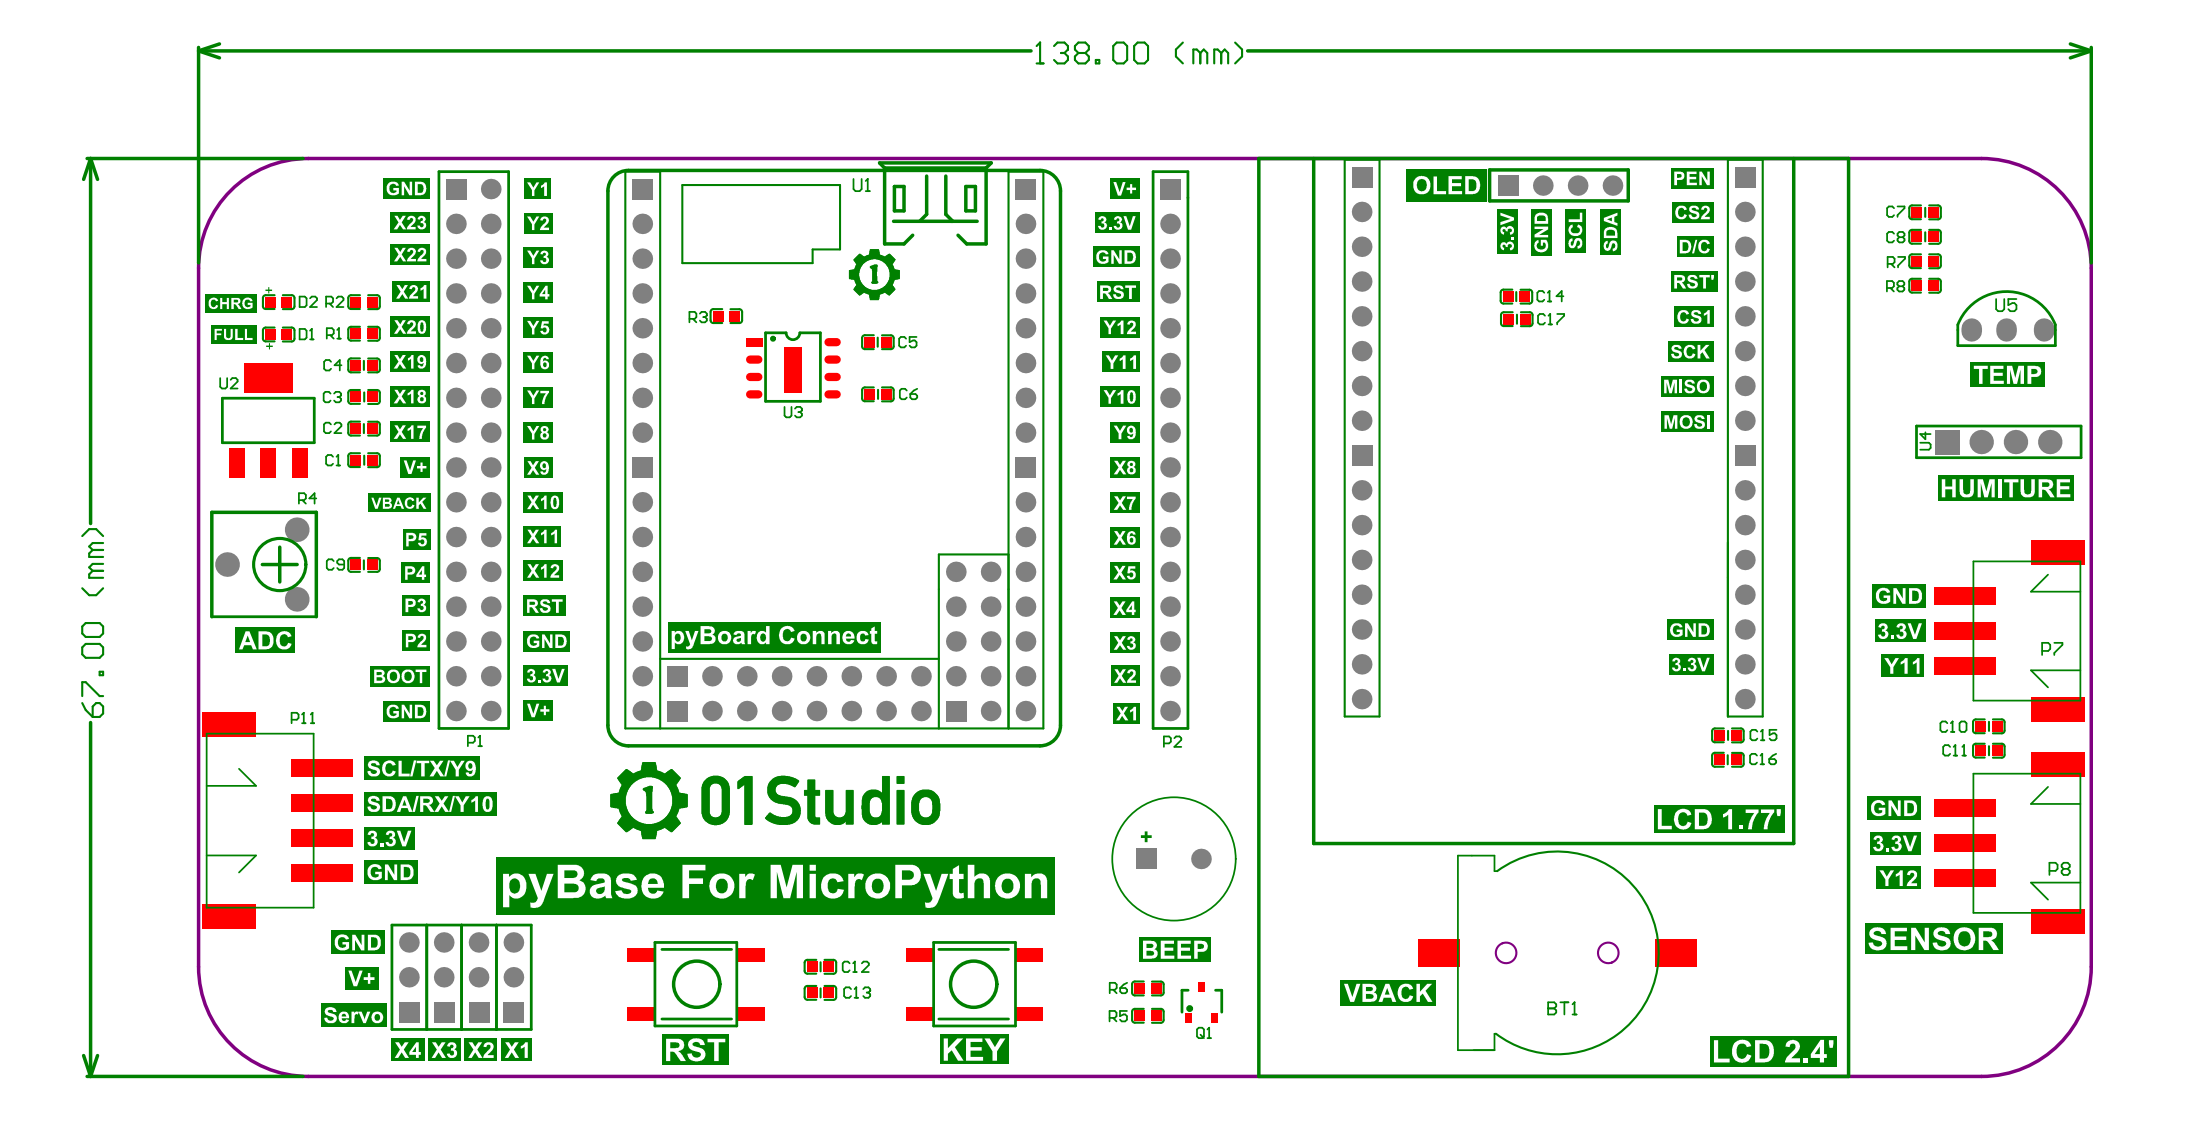 138.00 (mm)
67.00 (mm)
GND
X23
X22
X21
X20
X19
X18
X17
V+
VBACK
P5
P4
P3
P2
BOOT
GND
P1
Y1
Y2
Y3
Y4
Y5
Y6
Y7
Y8
X9
X10
X11
X12
RST
GND
3.3V
V+
CHRG
+
D2
R2
FULL
+
D1
R1
C4
U2
C3
C2
C1
R4
C9
ADC
P11
SCL/TX/Y9
SDA/RX/Y10
3.3V
GND
GND
V+
Servo
X4
X3
X2
X1
U1
1
R3
C5
C6
U3
pyBoard Connect
1
01Studio
pyBase For MicroPython
RST
C12
C13
KEY
V+
3.3V
GND
RST
Y12
Y11
Y10
Y9
X8
X7
X6
X5
X4
X3
X2
X1
P2
+
BEEP
R6
R5
Q1
OLED
3.3V
GND
SCL
SDA
C14
C17
PEN
CS2
D/C
RST'
CS1
SCK
MISO
MOSI
GND
3.3V
C15
C16
LCD 1.77'
VBACK
BT1
LCD 2.4'
C7
C8
R7
R8
U5
TEMP
U4
HUMITURE
GND
3.3V
Y11
P7
C10
C11
GND
3.3V
Y12
P8
SENSOR